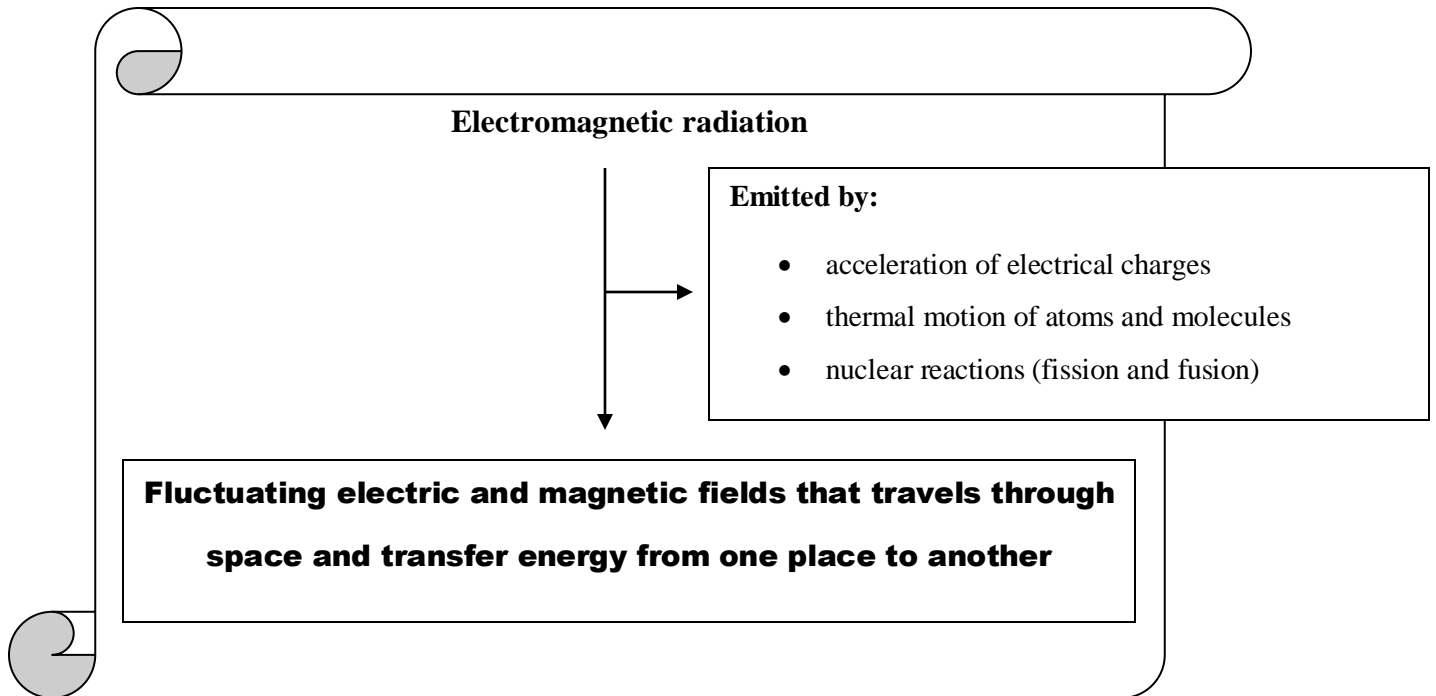 Electromagnetic radiation
Emitted by:
• acceleration of electrical charges
• thermal motion of atoms and molecules
• nuclear reactions (fission and fusion)
Fluctuating electric and magnetic fields that travels through
space and transfer energy from one place to another